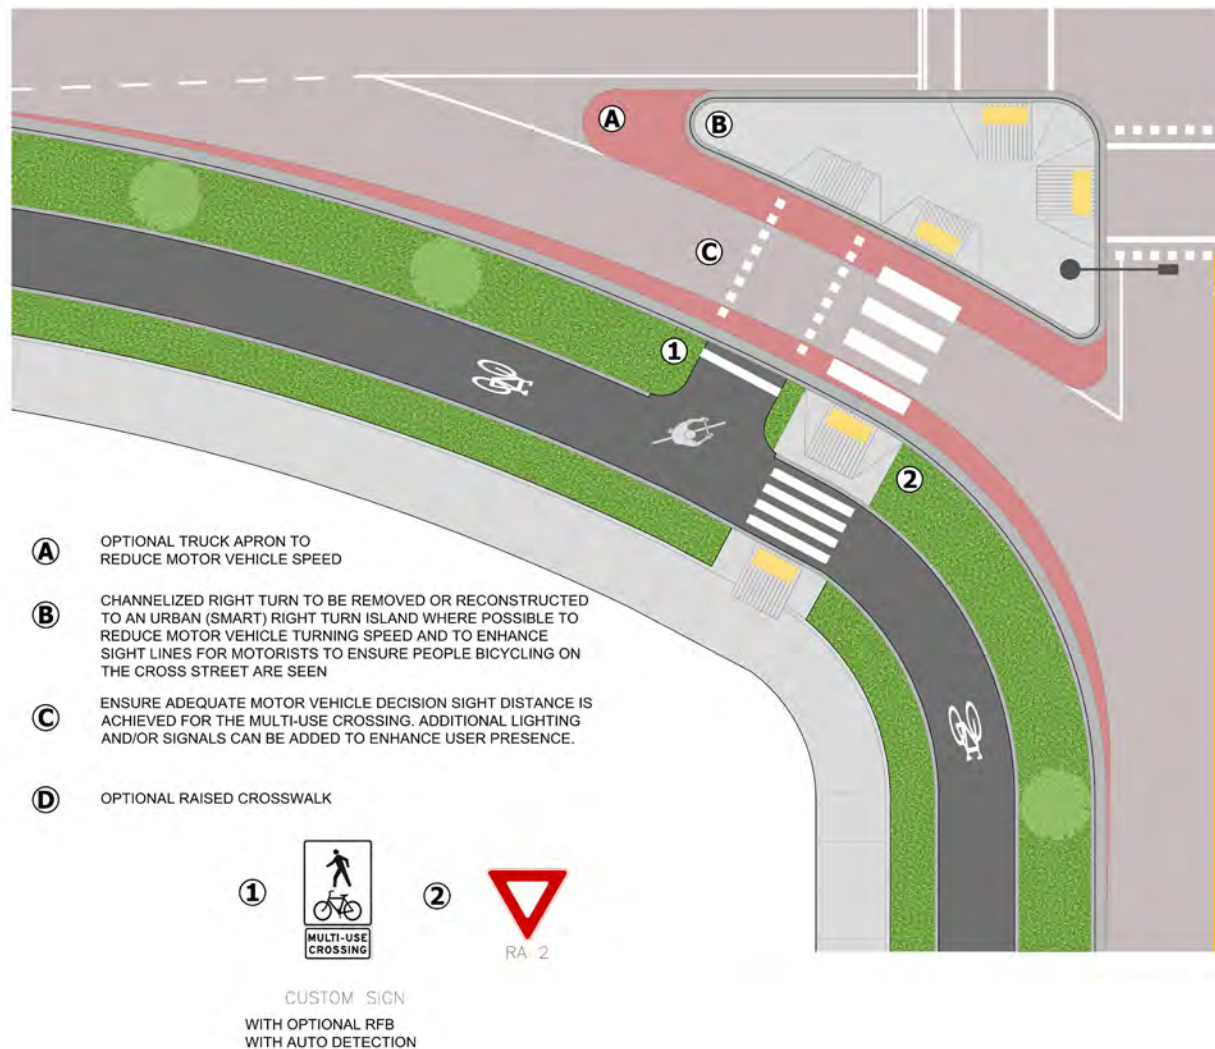 A
B
C
1
2
A OPTIONAL TRUCK APRON TO
REDUCE MOTOR VEHICLE SPEED
B CHANNELIZED RIGHT TURN TO BE REMOVED OR RECONSTRUCTED
TO AN URBAN (SMART) RIGHT TURN ISLAND WHERE POSSIBLE TO
REDUCE MOTOR VEHICLE TURNING SPEED AND TO ENHANCE
SIGHT LINES FOR MOTORISTS TO ENSURE PEOPLE BICYCLING ON
THE CROSS STREET ARE SEEN
C ENSURE ADEQUATE MOTOR VEHICLE DECISION SIGHT DISTANCE IS
ACHIEVED FOR THE MULTI-USE CROSSING. ADDITIONAL LIGHTING
AND/OR SIGNALS CAN BE ADDED TO ENHANCE USER PRESENCE.
D OPTIONAL RAISED CROSSWALK
1
2
MULTI-USE
CROSSING
RA 2
CUSTOM SIGN
WITH OPTIONAL RFB
WITH AUTO DETECTION